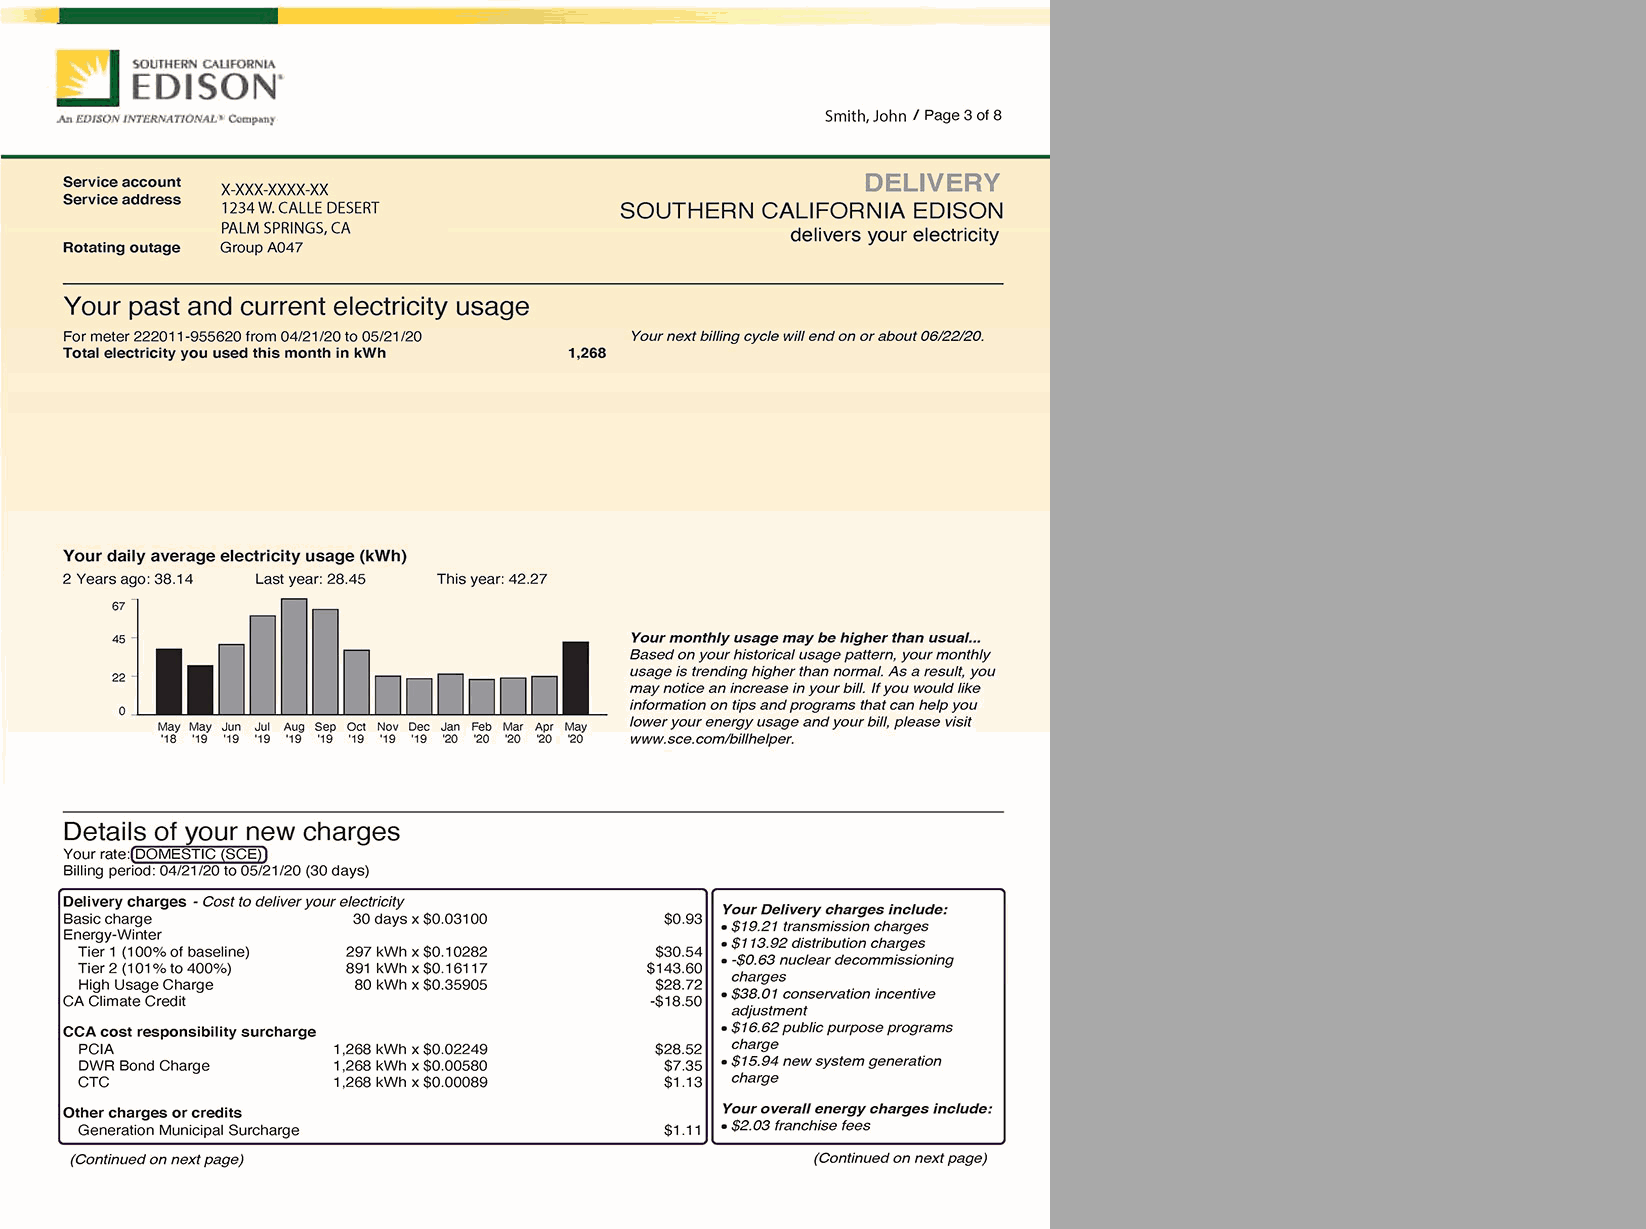 SOUTHERN CALIFORNIA
EDISON®
An EDISON INTERNATIONAL® Company
Smith, John / Page 3 of 8
Service account X-XXX-XXXX-XX
Service address 1234 W. CALLE DESERT
PALM SPRINGS, CA
Rotating outage Group A047
DELIVERY
SOUTHERN CALIFORNIA EDISON
delivers your electricity
Your past and current electricity usage
For meter 222011-955620 from 04/21/20 to 05/21/20
Total electricity you used this month in kWh 1,268
Your next billing cycle will end on or about 06/22/20.
Your daily average electricity usage (kWh)
2 Years ago: 38.14 Last year: 28.45 This year: 42.27
67
45
22
0
May May Jun Jul Aug Sep Oct Nov Dec Jan Feb Mar Apr May
'18 '19 '19 '19 '19 '19 '19 '19 '19 '20 '20 '20 '20 '20
Your monthly usage may be higher than usual...
Based on your historical usage pattern, your monthly
usage is trending higher than normal. As a result, you
may notice an increase in your bill. If you would like
information on tips and programs that can help you
lower your energy usage and your bill, please visit
www.sce.com/billhelper.
Details of your new charges
Your rate: DOMESTIC (SCE)
Billing period: 04/21/20 to 05/21/20 (30 days)
Delivery charges - Cost to deliver your electricity
Basic charge 30 days x $0.03100 $0.93
Energy-Winter
Tier 1 (100% of baseline) 297 kWh x $0.10282 $30.54
Tier 2 (101% to 400%) 891 kWh x $0.16117 $143.60
High Usage Charge 80 kWh x $0.35905 $28.72
CA Climate Credit -$18.50
CCA cost responsibility surcharge
PCIA 1,268 kWh x $0.02249 $28.52
DWR Bond Charge 1,268 kWh x $0.00580 $7.35
CTC 1,268 kWh x $0.00089 $1.13
Other charges or credits
Generation Municipal Surcharge $1.11
(Continued on next page)
Your Delivery charges include:
• $19.21 transmission charges
• $113.92 distribution charges
• -$0.63 nuclear decommissioning
charges
• $38.01 conservation incentive
adjustment
• $16.62 public purpose programs
charge
• $15.94 new system generation
charge
Your overall energy charges include:
• $2.03 franchise fees
(Continued on next page)